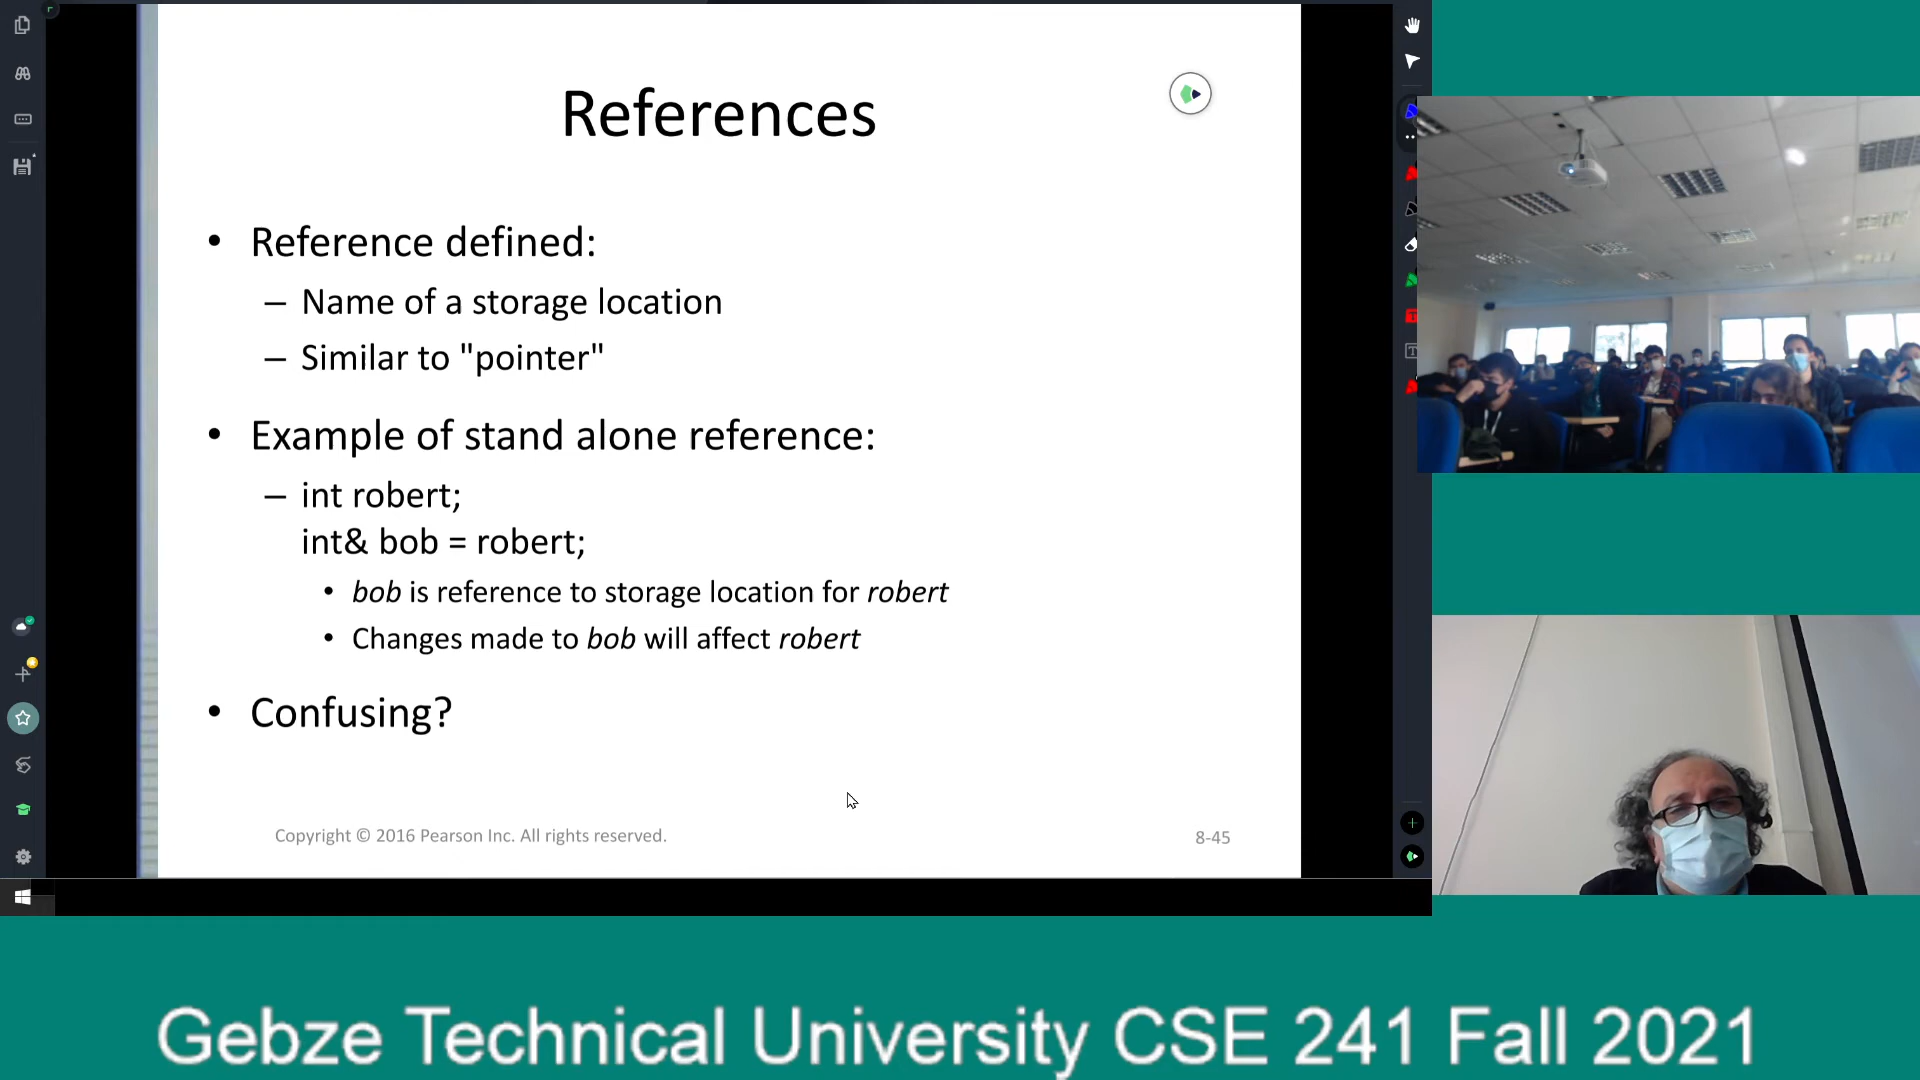 References
• Reference defined:
– Name of a storage location
– Similar to "pointer"
• Example of stand alone reference:
– int robert;
int& bob = robert;
• bob is reference to storage location for robert
• Changes made to bob will affect robert
• Confusing?
Copyright © 2016 Pearson Inc. All rights reserved.
8-45
Gebze Technical University CSE 241 Fall 2021